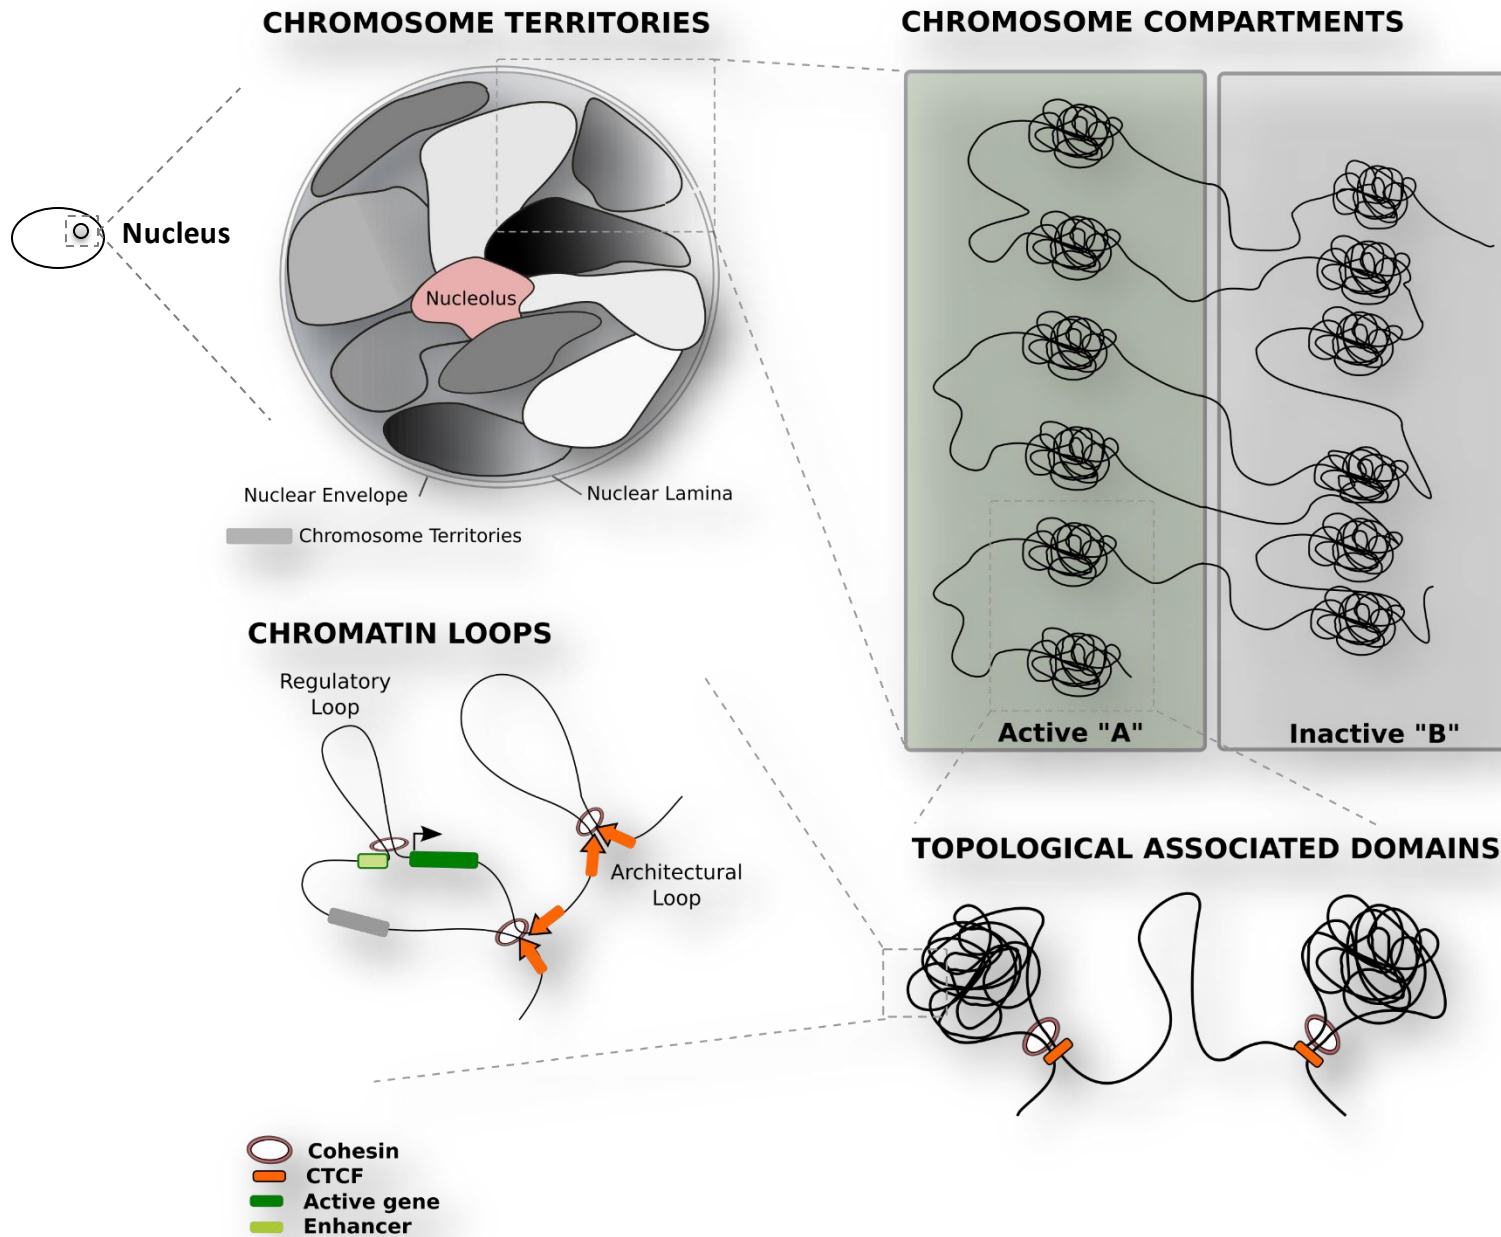 CHROMOSOME TERRITORIES
CHROMOSOME COMPARTMENTS
Nucleus
Nucleolus
Nuclear Envelope
Nuclear Lamina
Chromosome Territories
Active "A"
Inactive "B"
CHROMATIN LOOPS
Regulatory
Loop
Architectural
Loop
TOPOLOGICAL ASSOCIATED DOMAINS
Cohesin
CTCF
Active gene
Enhancer